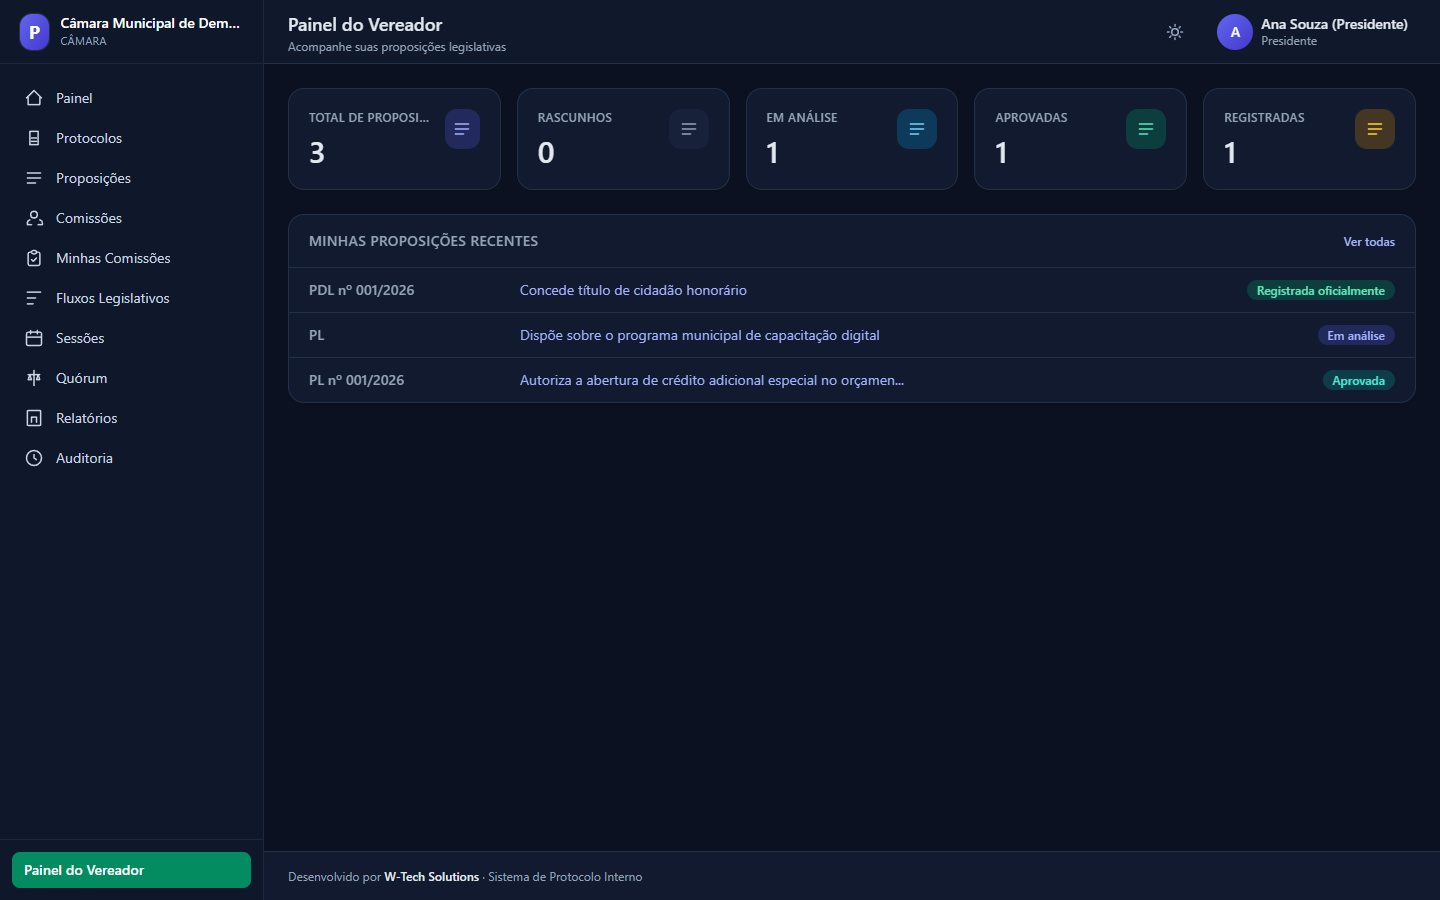 P
Câmara Municipal de Dem...
CÂMARA
Painel
Protocolos
Proposições
Comissões
Minhas Comissões
Fluxos Legislativos
Sessões
Quórum
Relatórios
Auditoria
Painel do Vereador
Painel do Vereador
Acompanhe suas proposições legislativas
A
Ana Souza (Presidente)
Presidente
TOTAL DE PROPOSI...
3
RASCUNHOS
0
EM ANÁLISE
1
APROVADAS
1
REGISTRADAS
1
MINHAS PROPOSIÇÕES RECENTES Ver todas
PDL nº 001/2026 Concede título de cidadão honorário Registrada oficialmente
PL Dispõe sobre o programa municipal de capacitação digital Em análise
PL nº 001/2026 Autoriza a abertura de crédito adicional especial no orçamen... Aprovada
Desenvolvido por W-Tech Solutions · Sistema de Protocolo Interno